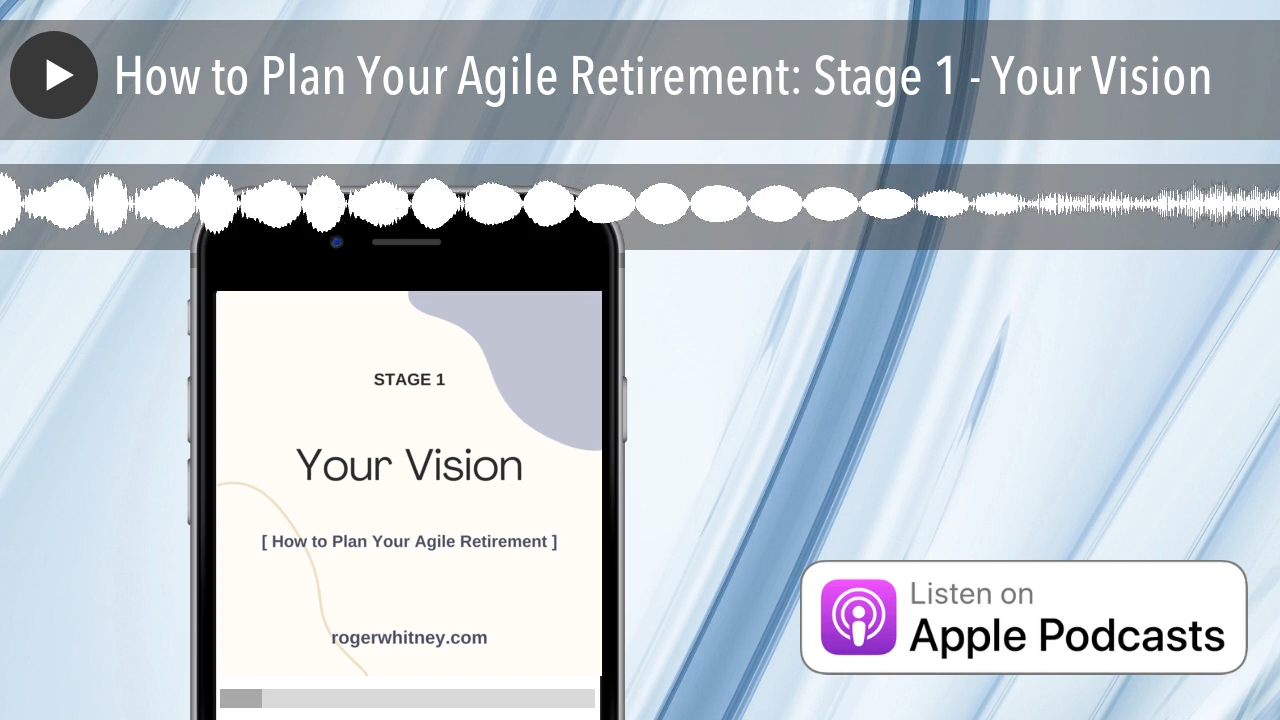 How to Plan Your Agile Retirement: Stage 1 - Your Vision
STAGE 1
Your Vision
[ How to Plan Your Agile Retirement ]
rogerwhitney.com
Listen on
Apple Podcasts